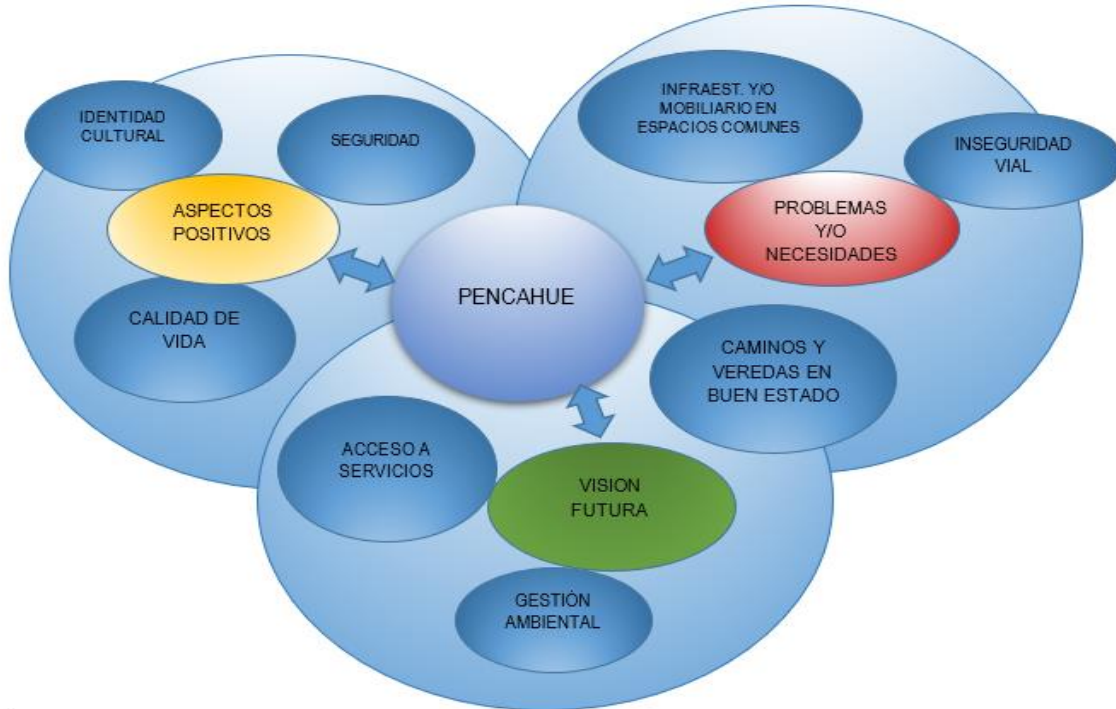 IDENTIDAD
CULTURAL
SEGURIDAD
ASPECTOS
POSITIVOS
CALIDAD DE
VIDA
INFRAEST. Y/O
MOBILIARIO EN
ESPACIOS COMUNES
INSEGURIDAD
VIAL
PROBLEMAS
Y/O
NECESIDADES
PENCAHUE
CAMINOS Y
VEREDAS EN
BUEN ESTADO
ACCESO A
SERVICIOS
VISION
FUTURA
GESTIÓN
AMBIENTAL